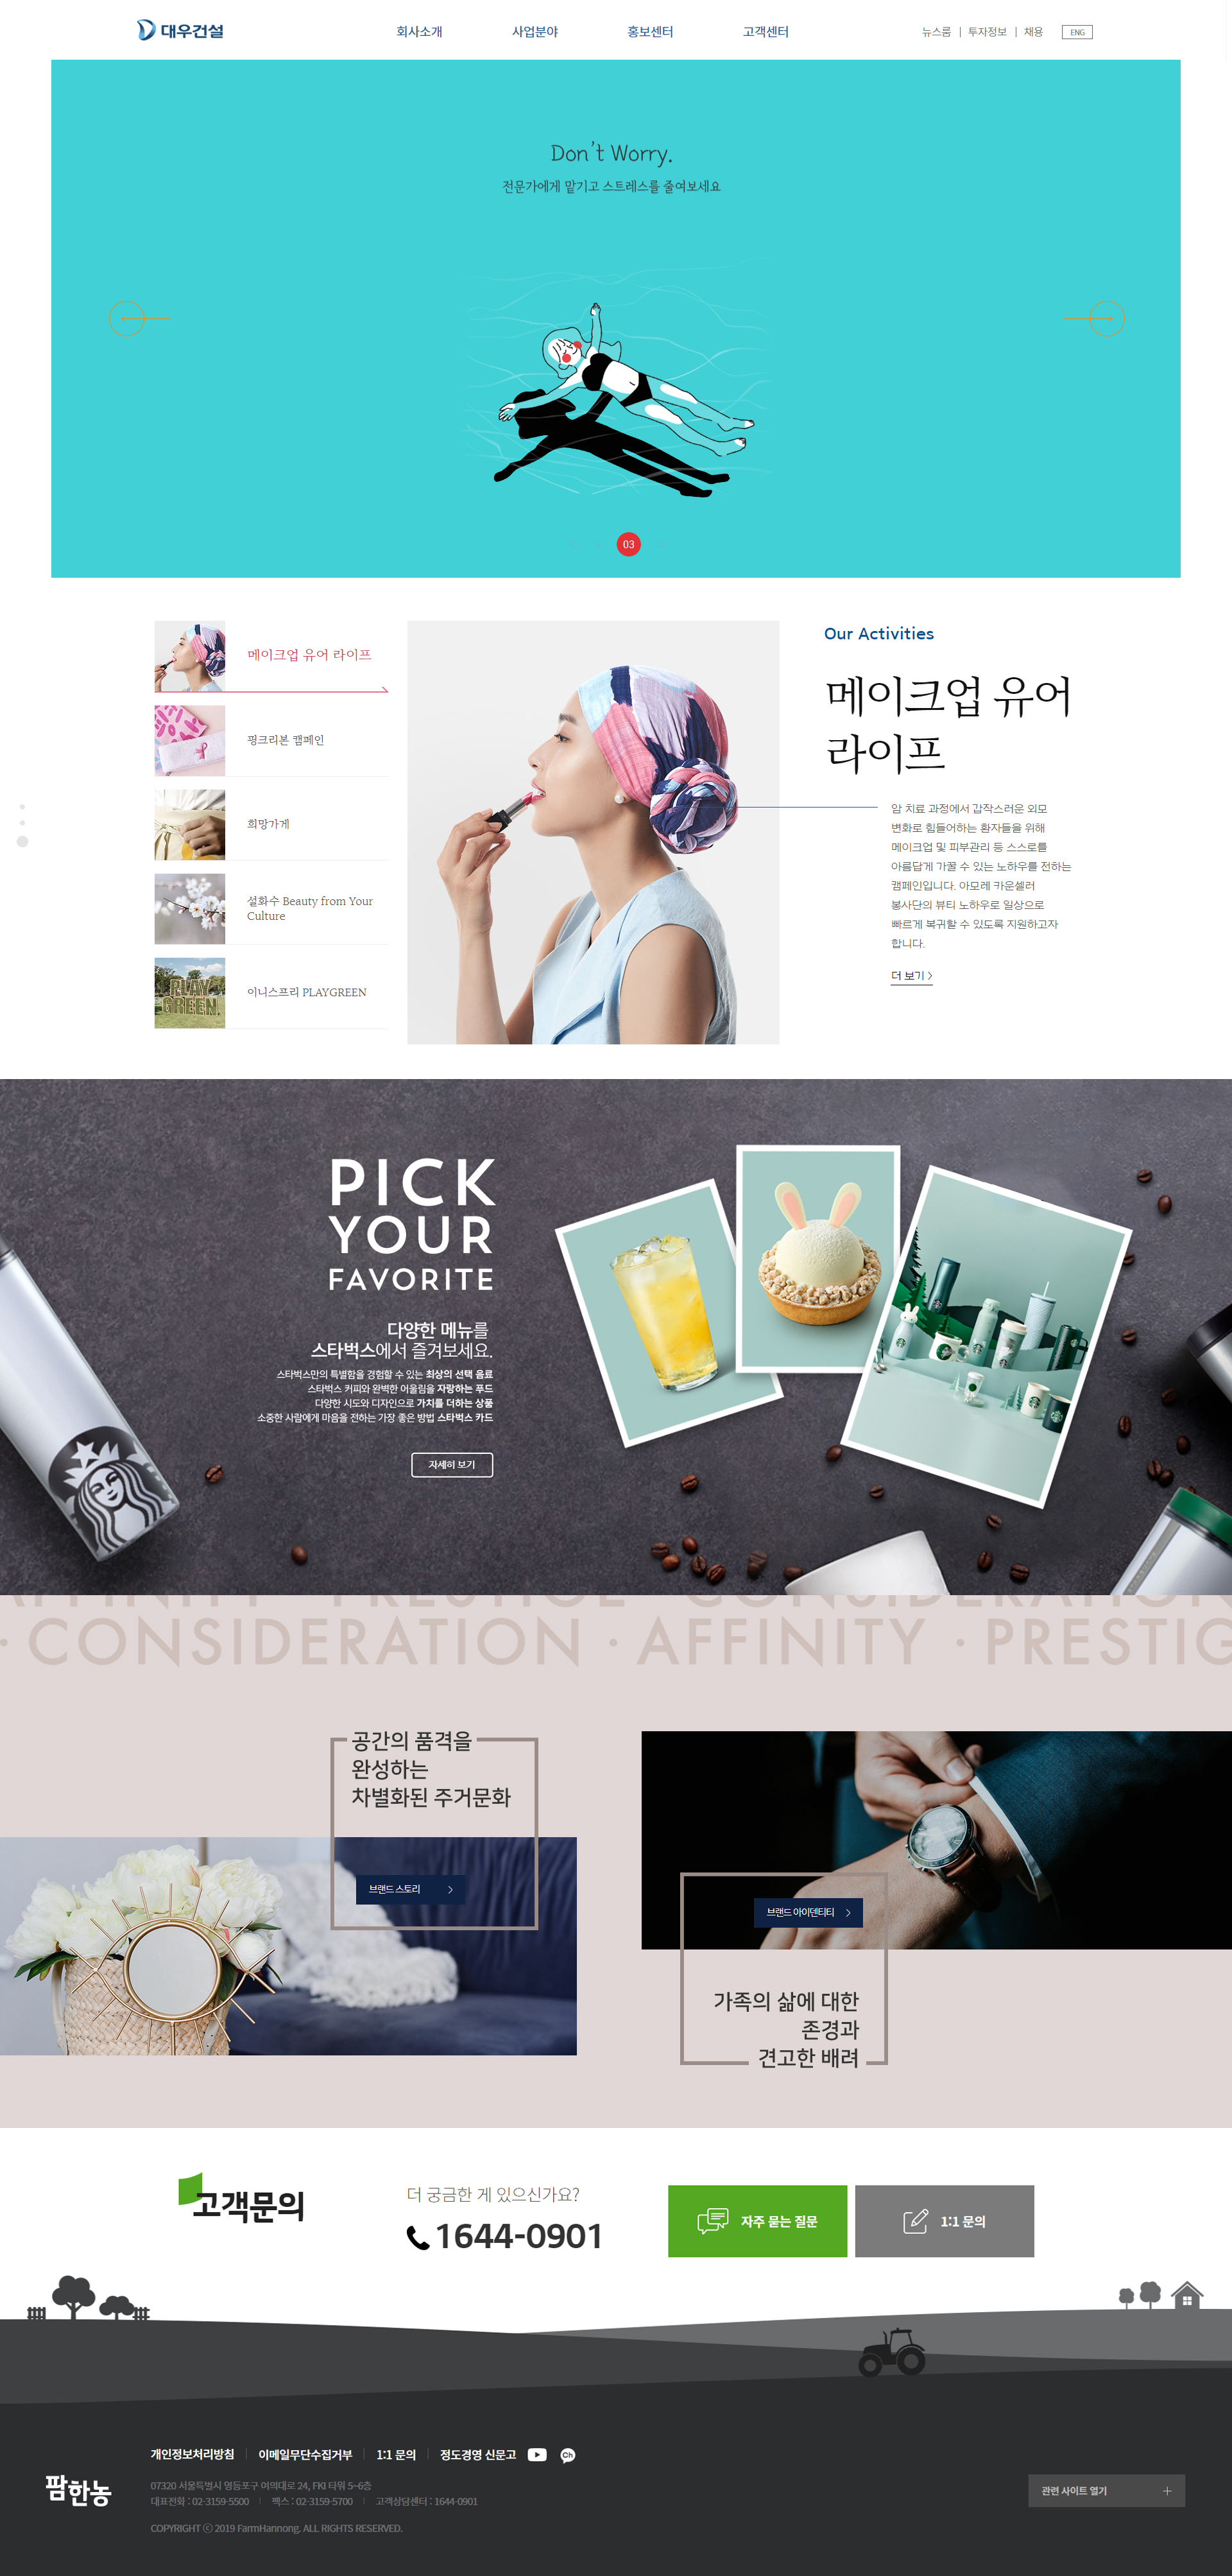 대우건설
회사소개
사업분야
홍보센터
고객센터
뉴스룸
투자정보
채용
ENG
Don't Worry.
전문가에게 맡기고 스트레스를 줄여보세요
03
메이크업 유어 라이프
핑크리본 캠페인
희망가게
설화수 Beauty from Your
Culture
PLAY
GREEN
이니스프리 PLAYGREEN
Our Activities
메이크업 유어
라이프
암 치료 과정에서 갑작스러운 외모
변화로 힘들어하는 환자들을 위해
메이크업 및 피부관리 등 스스로를
아름답게 가꿀 수 있는 노하우를 전하는
캠페인입니다. 아모레 카운셀러
봉사단의 뷰티 노하우로 일상으로
빠르게 복귀할 수 있도록 지원하고자
합니다.
더 보기 >
PICK
YOUR
FAVORITE
다양한 메뉴를
스타벅스에서 즐겨보세요.
스타벅스만의 특별함을 경험할 수 있는 최상의 선택 음료
스타벅스 커피와 완벽한 어울림을 자랑하는 푸드
다양한 시도와 디자인으로 가치를 더하는 상품
소중한 사람에게 마음을 전하는 가장 좋은 방법 스타벅스 카드
자세히 보기
AFFINITY · PRESTIGE · CONSIDERATION
· CONSIDERATION · AFFINITY · PRESTIG
공간의 품격을
완성하는
차별화된 주거문화
브랜드 스토리 >
브랜드 아이덴티티 >
가족의 삶에 대한
존경과
견고한 배려
고객문의
더 궁금한 게 있으신가요?
1644-0901
자주 묻는 질문
1:1 문의
개인정보처리방침
이메일무단수집거부
1:1 문의
정도경영 신문고
Ch
팜한농
07320 서울특별시 영등포구 여의대로 24, FKI 타워 5~6층
대표전화 : 02-3159-5500 | 팩스 : 02-3159-5700 | 고객상담센터 : 1644-0901
COPYRIGHT ⓒ 2019 FarmHannong. ALL RIGHTS RESERVED.
관련 사이트 열기 +